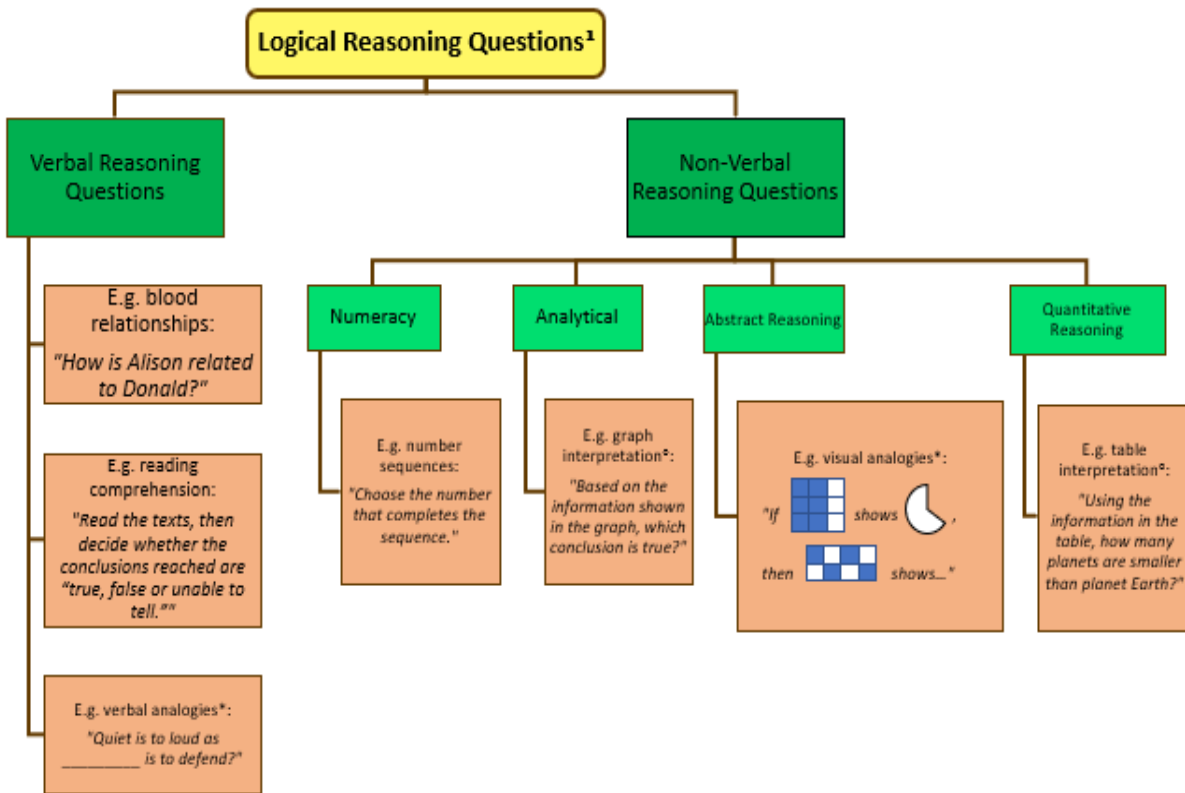 Logical Reasoning Questions¹
Verbal Reasoning
Questions
Non-Verbal
Reasoning Questions
E.g. blood
relationships:
"How is Alison related
to Donald?"
E.g. reading
comprehension:
"Read the texts, then
decide whether the
conclusions reached are
"true, false or unable to
tell.""
E.g. verbal analogies*:
"Quiet is to loud as
_________ is to defend?"
Numeracy
E.g. number
sequences:
"Choose the number
that completes the
sequence."
Analytical
E.g. graph
interpretation°:
"Based on the
information shown
in the graph, which
conclusion is true?"
Abstract Reasoning
E.g. visual analogies*:
"If shows ,
then shows…"
Quantitative
Reasoning
E.g. table
interpretation°:
"Using the
information in the
table, how many
planets are smaller
than planet Earth?"